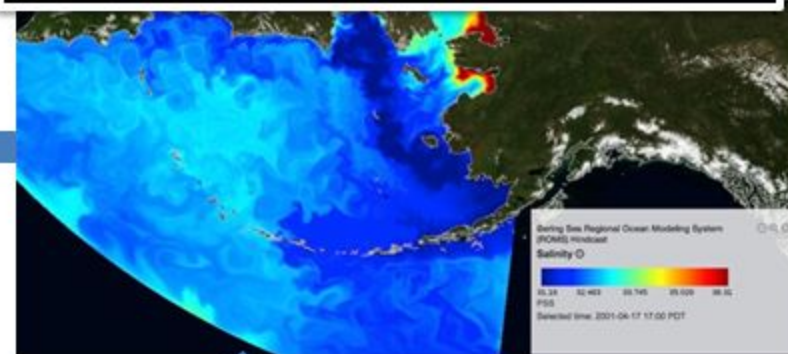 Bering Sea Regional Ocean Modeling System
(ROMS) Hindcast
Salinity
PSS
Selected time: 2001-04-17 17:00 PDT